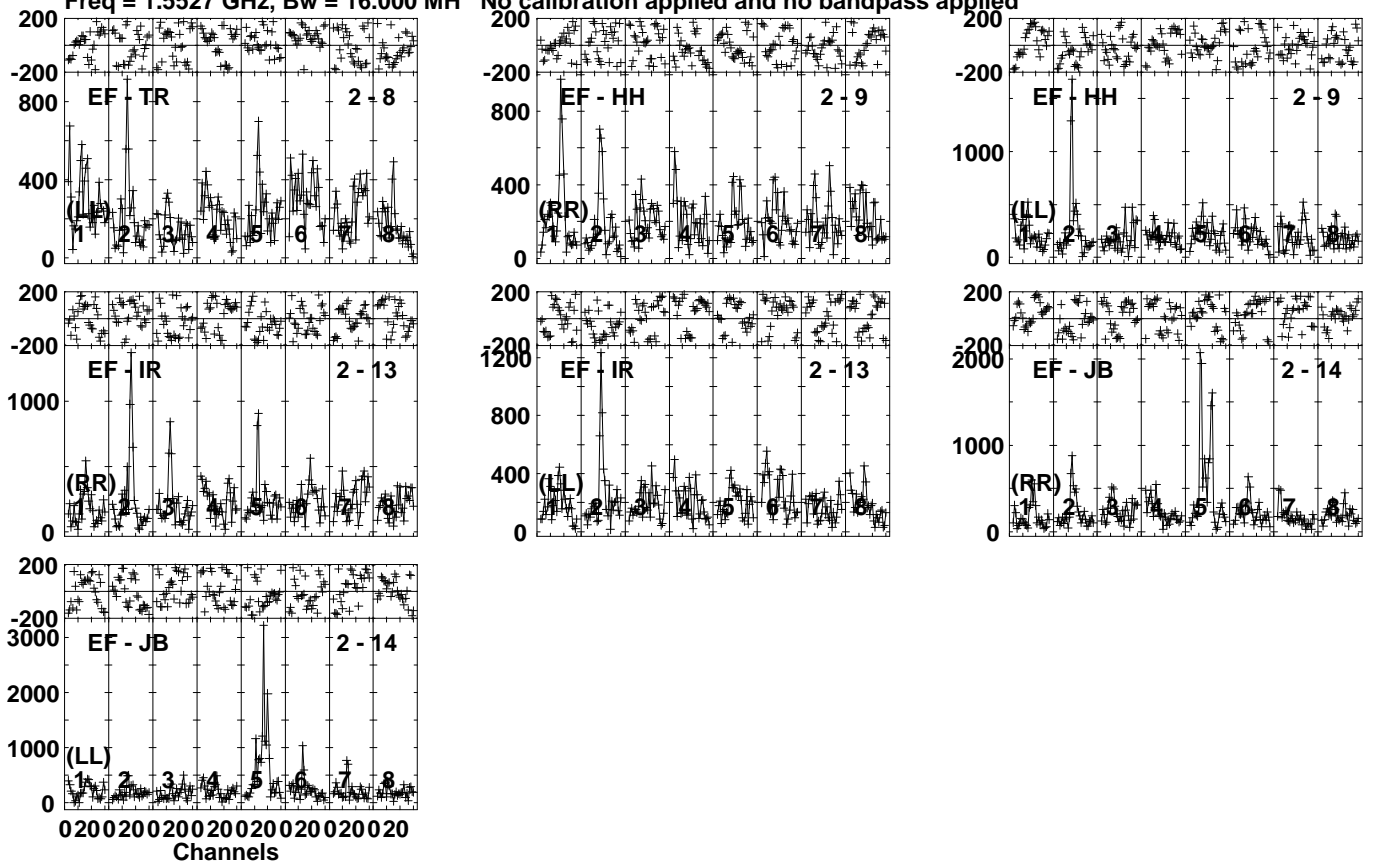 Freq = 1.5527 GHz, Bw = 16.000 MH No calibration applied and no bandpass applied
200
-200
800
400
0
EF - TR 2 - 8
(LL)
1 2 3 4 5 6 7 8
200
-200
800
400
0
EF - HH 2 - 9
(RR)
1 2 3 4 5 6 7 8
200
-200
1000
0
EF - HH 2 - 9
(LL)
1 2 3 4 5 6 7 8
200
-200
1000
0
EF - IR 2 - 13
(RR)
1 2 3 4 5 6 7 8
200
-200
1200
800
400
0
EF - IR 2 - 13
(LL)
1 2 3 4 5 6 7 8
200
-200
2000
1000
0
EF - JB 2 - 14
(RR)
1 2 3 4 5 6 7 8
200
-200
3000
2000
1000
0
EF - JB 2 - 14
(LL)
1 2 3 4 5 6 7 8
0 20 0 20 0 20 0 20 0 20 0 20 0 20 0 20
Channels